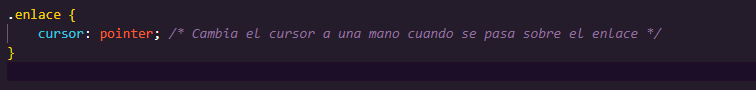 .enlace {
    cursor: pointer; /* Cambia el cursor a una mano cuando se pasa sobre el enlace */
}